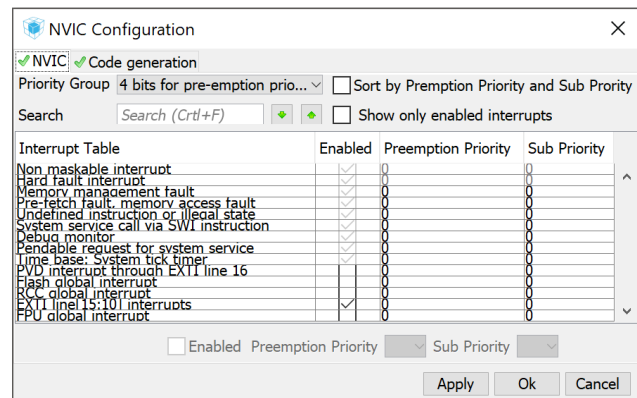 NVIC Configuration
NVIC Code generation
Priority Group 4 bits for pre-emption prio... Sort by Premption Priority and Sub Prority
Search Search (Crtl+F) Show only enabled interrupts
Interrupt Table Enabled Preemption Priority Sub Priority
Non maskable interrupt 0 0
Hard fault interrupt 0 0
Memory management fault 0 0
Pre-fetch fault, memory access fault 0 0
Undefined instruction or illegal state 0 0
System service call via SWI instruction 0 0
Debug monitor 0 0
Pendable request for system service 0 0
Time base: System tick timer 0 0
PVD interrupt through EXTI line 16 0 0
Flash global interrupt 0 0
RCC global interrupt 0 0
EXTI line[15:10] interrupts 0 0
FPU global interrupt 0 0
Enabled Preemption Priority Sub Priority
Apply Ok Cancel